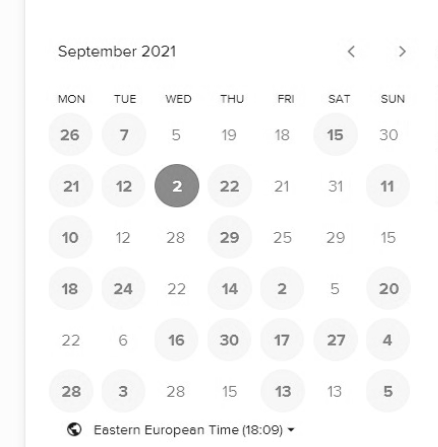 September 2021 < >
MON TUE WED THU FRI SAT SUN
26 7 5 19 18 15 30
21 12 2 22 21 31 11
10 12 28 29 25 29 15
18 24 22 14 2 5 20
22 6 16 30 17 27 4
28 3 28 15 13 13 5
Eastern European Time (18:09)